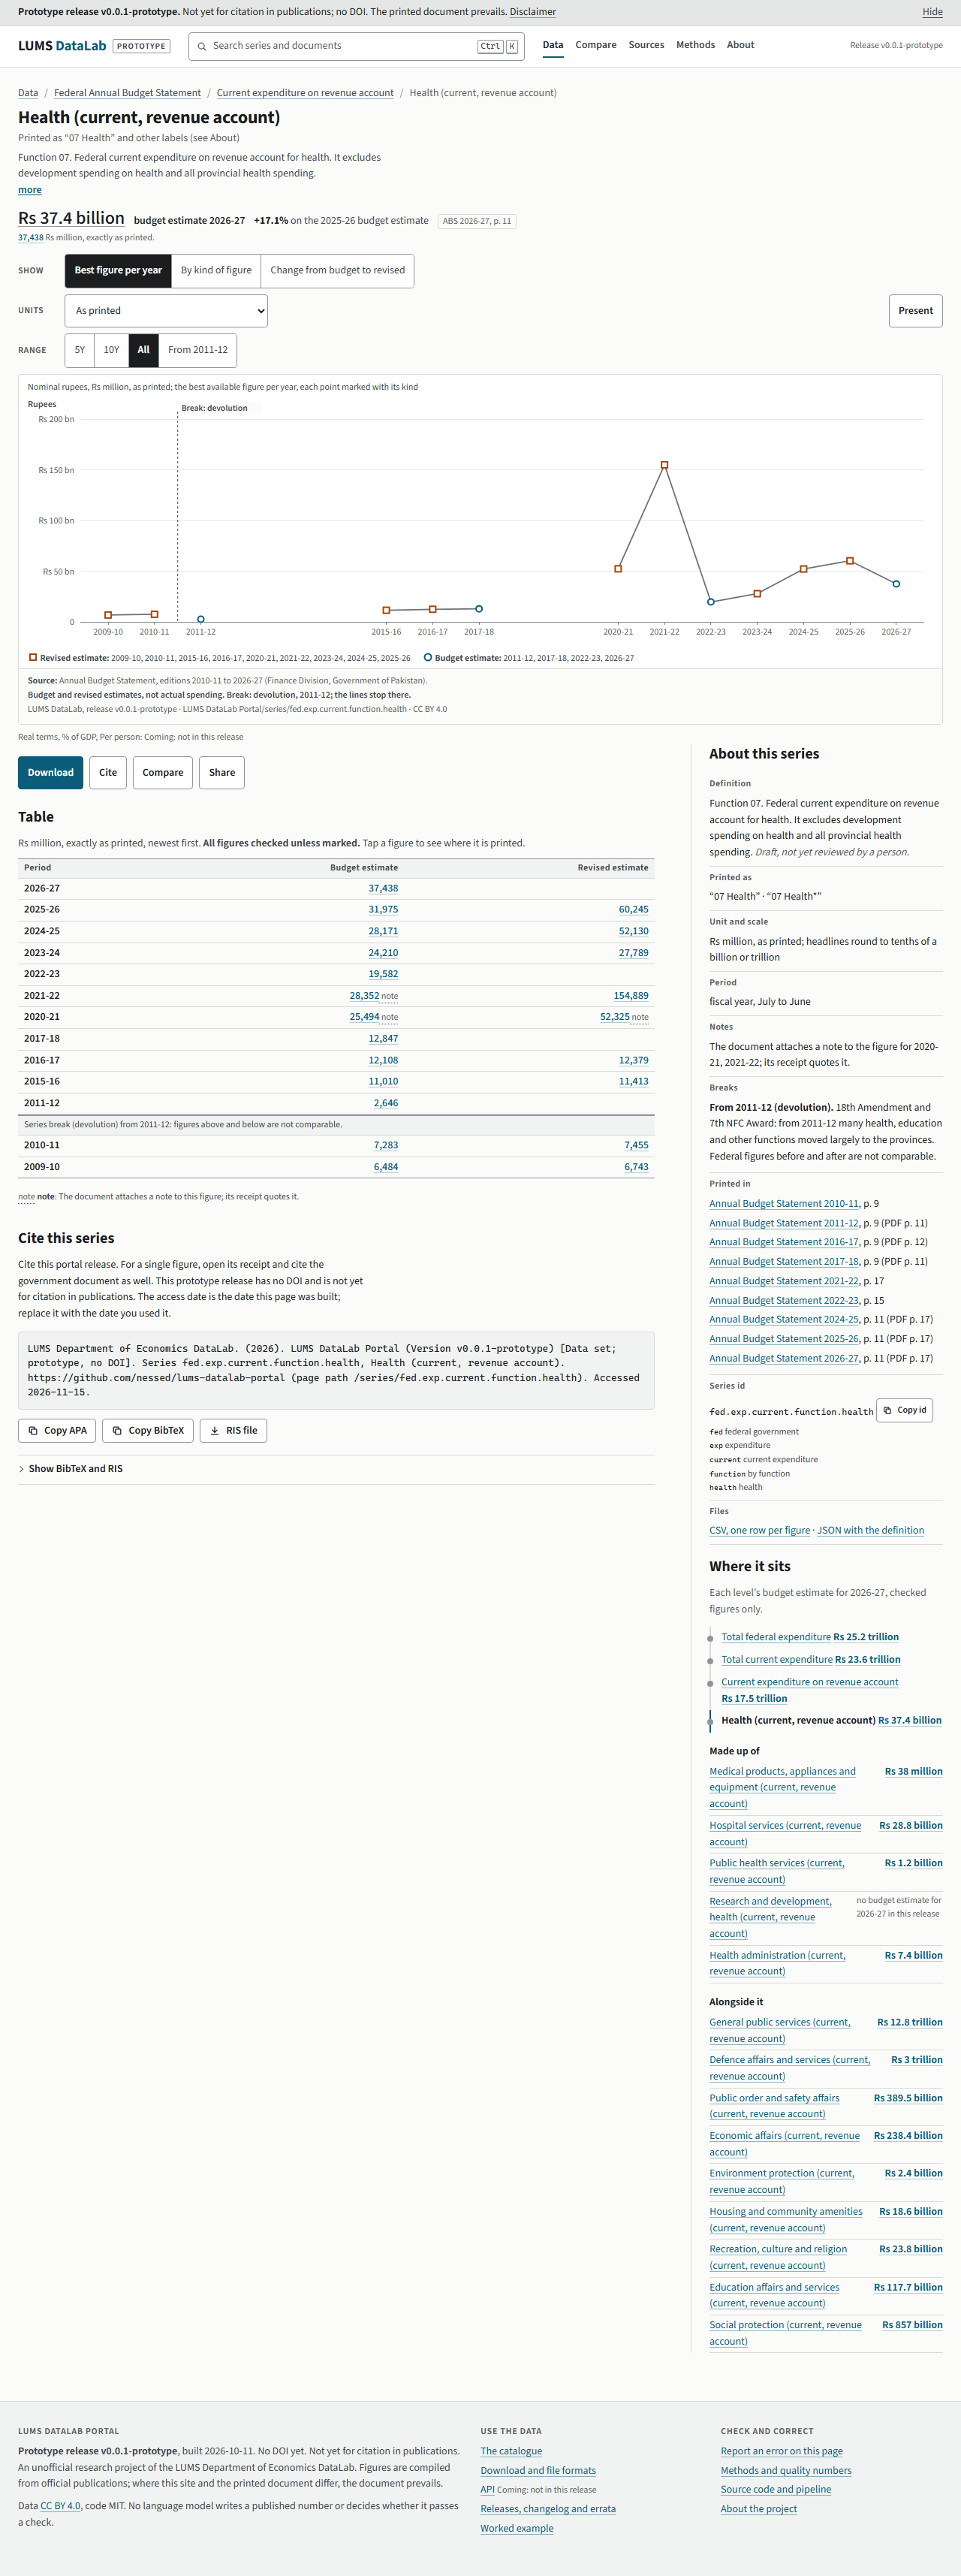 Prototype release v0.0.1-prototype. Not yet for citation in publications; no DOI. The printed document prevails. Disclaimer
Hide
LUMS DataLab PROTOTYPE
Search series and documents
Ctrl K
Data Compare Sources Methods About
Release v0.0.1-prototype
Data / Federal Annual Budget Statement / Current expenditure on revenue account / Health (current, revenue account)
Health (current, revenue account)
Printed as “07 Health” and other labels (see About)
Function 07. Federal current expenditure on revenue account for health. It excludes
development spending on health and all provincial health spending.
more
Rs 37.4 billion budget estimate 2026-27 +17.1% on the 2025-26 budget estimate ABS 2026-27, p. 11
37,438 Rs million, exactly as printed.
SHOW
Best figure per year By kind of figure Change from budget to revised
UNITS
As printed
Present
RANGE
5Y 10Y All From 2011-12
Nominal rupees, Rs million, as printed; the best available figure per year, each point marked with its kind
Rupees
Break: devolution
Rs 200 bn
Rs 150 bn
Rs 100 bn
Rs 50 bn
0
2009-10 2010-11 2011-12 2015-16 2016-17 2017-18 2020-21 2021-22 2022-23 2023-24 2024-25 2025-26 2026-27
Revised estimate: 2009-10, 2010-11, 2015-16, 2016-17, 2020-21, 2021-22, 2023-24, 2024-25, 2025-26 Budget estimate: 2011-12, 2017-18, 2022-23, 2026-27
Source: Annual Budget Statement, editions 2010-11 to 2026-27 (Finance Division, Government of Pakistan).
Budget and revised estimates, not actual spending. Break: devolution, 2011-12; the lines stop there.
LUMS DataLab, release v0.0.1-prototype · LUMS DataLab Portal/series/fed.exp.current.function.health · CC BY 4.0
Real terms, % of GDP, Per person: Coming: not in this release
Download Cite Compare Share
Table
Rs million, exactly as printed, newest first. All figures checked unless marked. Tap a figure to see where it is printed.
Period Budget estimate Revised estimate
2026-27 37,438
2025-26 31,975 60,245
2024-25 28,171 52,130
2023-24 24,210 27,789
2022-23 19,582
2021-22 28,352 note 154,889
2020-21 25,494 note 52,325 note
2017-18 12,847
2016-17 12,108 12,379
2015-16 11,010 11,413
2011-12 2,646
Series break (devolution) from 2011-12: figures above and below are not comparable.
2010-11 7,283 7,455
2009-10 6,484 6,743
note note: The document attaches a note to this figure; its receipt quotes it.
Cite this series
Cite this portal release. For a single figure, open its receipt and cite the
government document as well. This prototype release has no DOI and is not yet
for citation in publications. The access date is the date this page was built;
replace it with the date you used it.
LUMS Department of Economics DataLab. (2026). LUMS DataLab Portal (Version v0.0.1-prototype) [Data set;
prototype, no DOI]. Series fed.exp.current.function.health, Health (current, revenue account).
https://github.com/nessed/lums-datalab-portal (page path /series/fed.exp.current.function.health). Accessed
2026-11-15.
Copy APA Copy BibTeX RIS file
Show BibTeX and RIS
About this series
Definition
Function 07. Federal current expenditure on revenue
account for health. It excludes development
spending on health and all provincial health
spending. Draft, not yet reviewed by a person.
Printed as
“07 Health” · “07 Health*”
Unit and scale
Rs million, as printed; headlines round to tenths of a
billion or trillion
Period
fiscal year, July to June
Notes
The document attaches a note to the figure for 2020-
21, 2021-22; its receipt quotes it.
Breaks
From 2011-12 (devolution). 18th Amendment and
7th NFC Award: from 2011-12 many health, education
and other functions moved largely to the provinces.
Federal figures before and after are not comparable.
Printed in
Annual Budget Statement 2010-11, p. 9
Annual Budget Statement 2011-12, p. 9 (PDF p. 11)
Annual Budget Statement 2016-17, p. 9 (PDF p. 12)
Annual Budget Statement 2017-18, p. 9 (PDF p. 11)
Annual Budget Statement 2021-22, p. 17
Annual Budget Statement 2022-23, p. 15
Annual Budget Statement 2024-25, p. 11 (PDF p. 17)
Annual Budget Statement 2025-26, p. 11 (PDF p. 17)
Annual Budget Statement 2026-27, p. 11 (PDF p. 17)
Series id
fed.exp.current.function.health Copy id
fed federal government
exp expenditure
current current expenditure
function by function
health health
Files
CSV, one row per figure · JSON with the definition
Where it sits
Each level's budget estimate for 2026-27, checked
figures only.
Total federal expenditure Rs 25.2 trillion
Total current expenditure Rs 23.6 trillion
Current expenditure on revenue account
Rs 17.5 trillion
Health (current, revenue account) Rs 37.4 billion
Made up of
Medical products, appliances and Rs 38 million
equipment (current, revenue
account)
Hospital services (current, revenue Rs 28.8 billion
account)
Public health services (current, Rs 1.2 billion
revenue account)
Research and development, no budget estimate for
health (current, revenue 2026-27 in this release
account)
Health administration (current, Rs 7.4 billion
revenue account)
Alongside it
General public services (current, Rs 12.8 trillion
revenue account)
Defence affairs and services (current, Rs 3 trillion
revenue account)
Public order and safety affairs Rs 389.5 billion
(current, revenue account)
Economic affairs (current, revenue Rs 238.4 billion
account)
Environment protection (current, Rs 2.4 billion
revenue account)
Housing and community amenities Rs 18.6 billion
(current, revenue account)
Recreation, culture and religion Rs 23.8 billion
(current, revenue account)
Education affairs and services Rs 117.7 billion
(current, revenue account)
Social protection (current, revenue Rs 857 billion
account)
LUMS DATALAB PORTAL
Prototype release v0.0.1-prototype, built 2026-10-11. No DOI yet. Not yet for citation in publications.
An unofficial research project of the LUMS Department of Economics DataLab. Figures are compiled
from official publications; where this site and the printed document differ, the document prevails.
Data CC BY 4.0, code MIT. No language model writes a published number or decides whether it passes
a check.
USE THE DATA
The catalogue
Download and file formats
API Coming: not in this release
Releases, changelog and errata
Worked example
CHECK AND CORRECT
Report an error on this page
Methods and quality numbers
Source code and pipeline
About the project